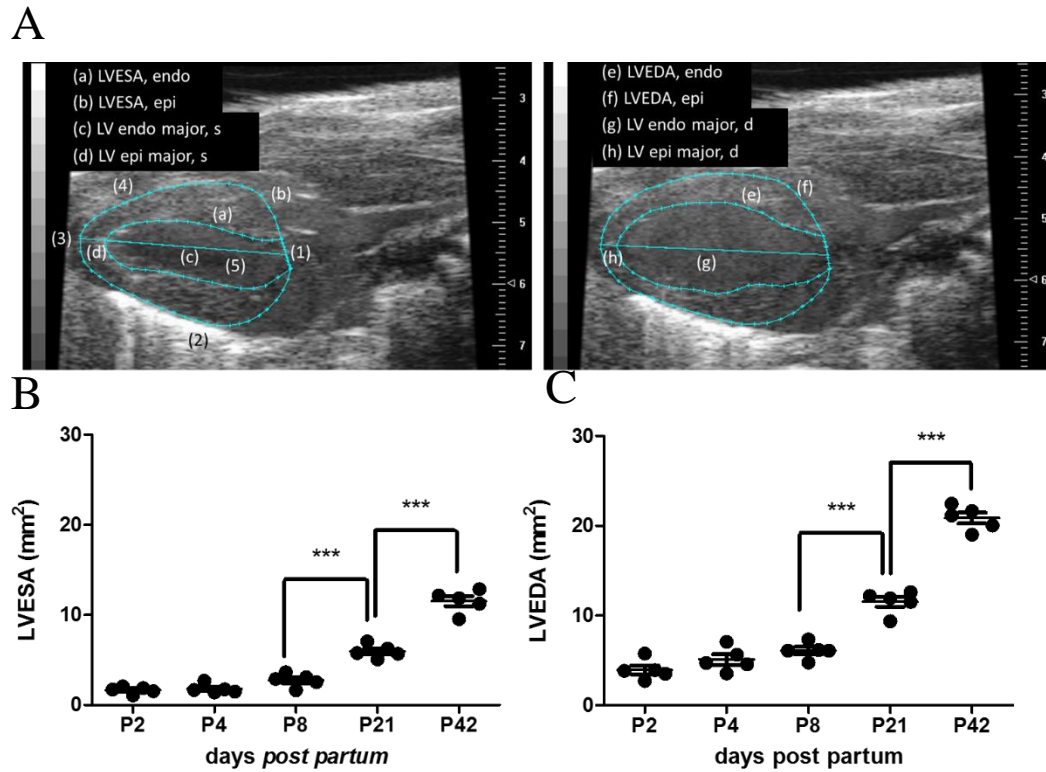 A
(a) LVESA, endo
(b) LVESA, epi
(c) LV endo major, s
(d) LV epi major, s
(4)
(b)
(a)
(3)
(d)
(c)
(5)
(1)
(2)
3
4
5
6
7
(e) LVEDA, endo
(f) LVEDA, epi
(g) LV endo major, d
(h) LV epi major, d
(e)
(f)
(h)
(g)
3
4
5
6
7
B
LVESA (mm²)
30
20
10
0
***
***
P2 P4 P8 P21 P42
days post partum
C
LVEDA (mm²)
30
20
10
0
***
***
P2 P4 P8 P21 P42
days post partum